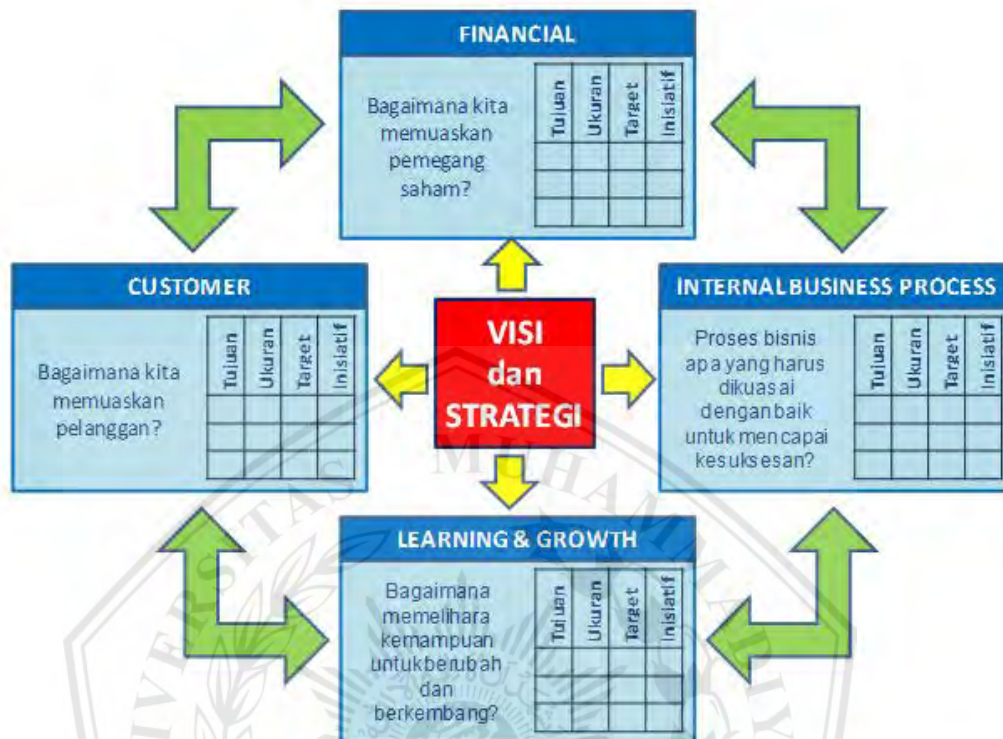 FINANCIAL
Bagaimana kita
memuaskan
pemegang
saham?
Tujuan
Ukuran
Target
Inisiatif
CUSTOMER
Bagaimana kita
memuaskan
pelanggan?
Tujuan
Ukuran
Target
Inisiatif
VISI
dan
STRATEGI
INTERNAL BUSINESS PROCESS
Proses bisnis
apa yang harus
dikuasai
dengan baik
untuk mencapai
kesuksesan?
Tujuan
Ukuran
Target
Inisiatif
LEARNING & GROWTH
Bagaimana
memelihara
kemampuan
untuk berubah
dan
berkembang?
Tujuan
Ukuran
Target
Inisiatif